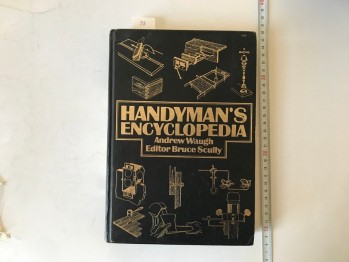 HANDYMAN'S
ENCYCLOPEDIA
Andrew Waugh
Editor Bruce Scully